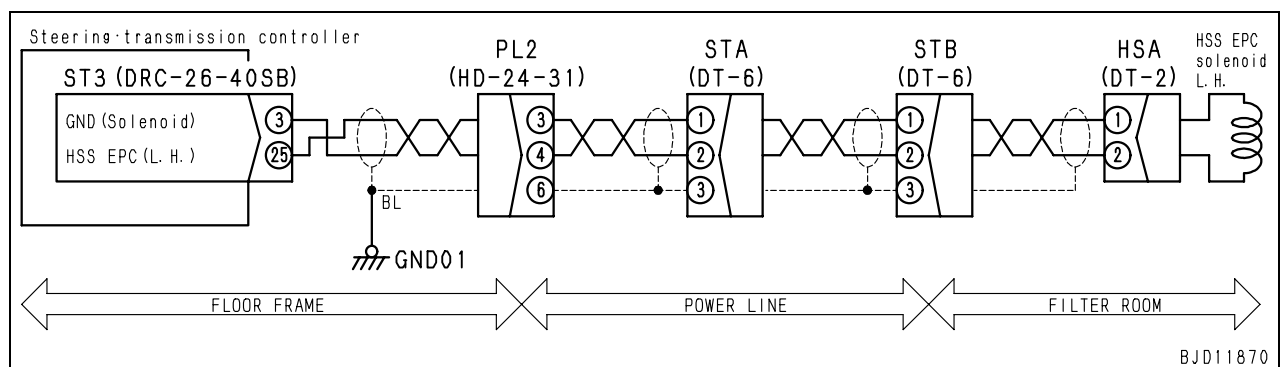 Steering·transmission controller
ST3 (DRC-26-40SB)
GND (Solenoid)
HSS EPC (L.H.)
3
25
BL
GND01
PL2
(HD-24-31)
3
4
6
STA
(DT-6)
1
2
3
STB
(DT-6)
1
2
3
HSA
(DT-2)
1
2
HSS EPC
solenoid
L.H.
FLOOR FRAME
POWER LINE
FILTER ROOM
BJD11870